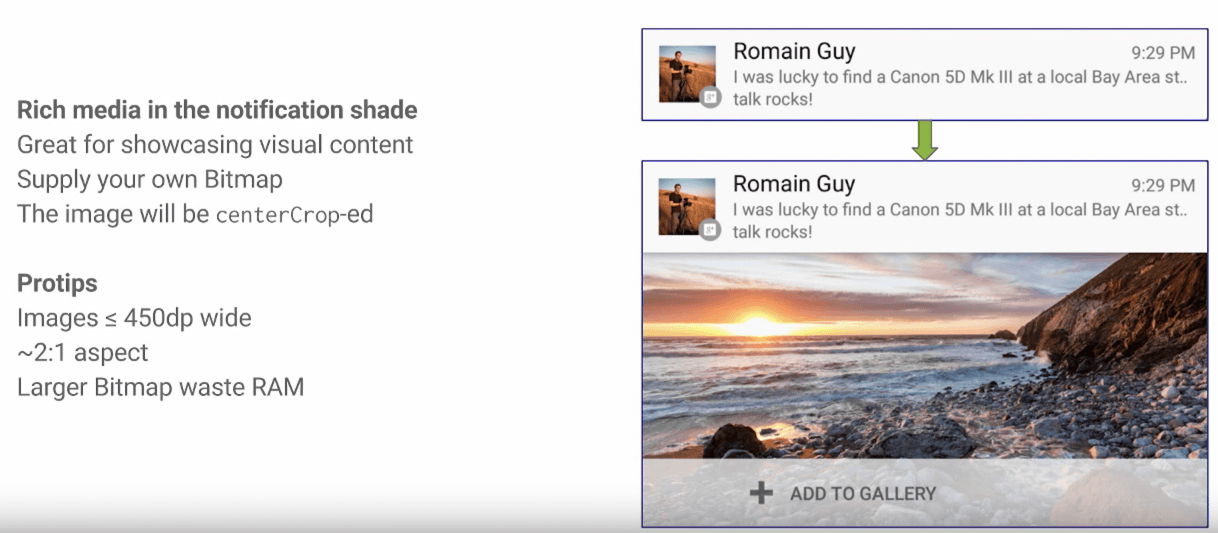 Rich media in the notification shade
Great for showcasing visual content
Supply your own Bitmap
The image will be centerCrop-ed
Protips
Images ≤ 450dp wide
~2:1 aspect
Larger Bitmap waste RAM
Romain Guy 9:29 PM
I was lucky to find a Canon 5D Mk III at a local Bay Area st..
talk rocks!
Romain Guy 9:29 PM
I was lucky to find a Canon 5D Mk III at a local Bay Area st..
talk rocks!
ADD TO GALLERY